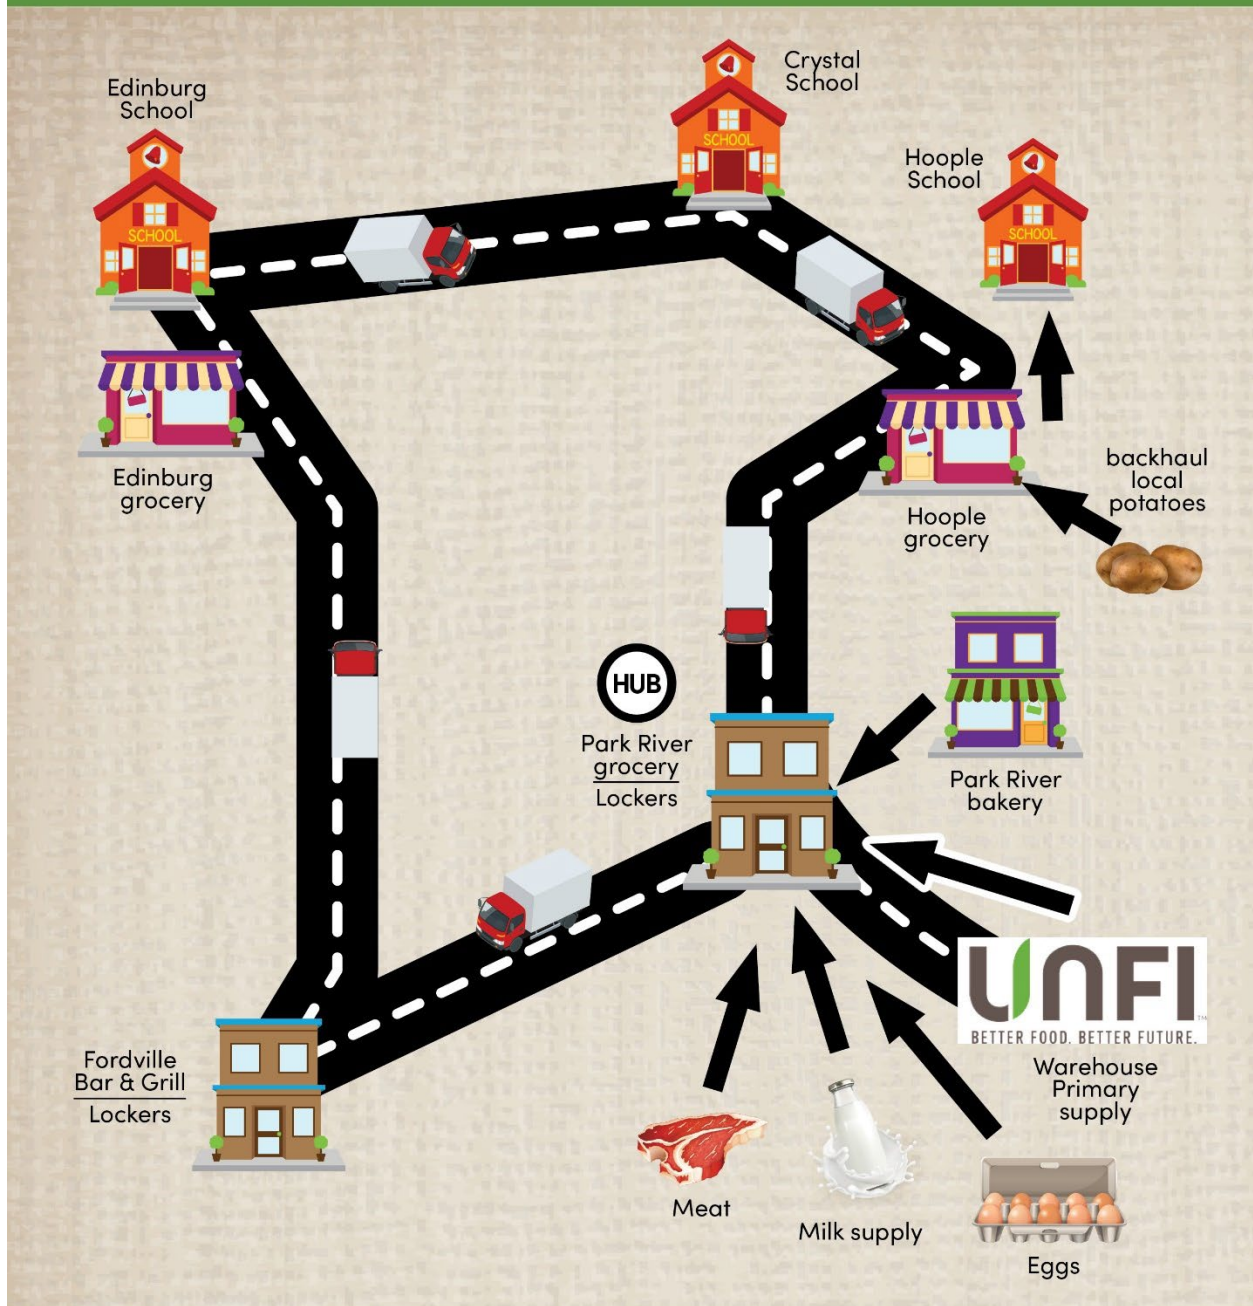 Edinburg
School
Crystal
School
Hoople
School
SCHOOL
SCHOOL
SCHOOL
Edinburg
grocery
Hoople
grocery
backhaul
local
potatoes
HUB
Park River
grocery
Lockers
Park River
bakery
UNFI
TM
BETTER FOOD. BETTER FUTURE.
Warehouse
Primary
supply
Fordville
Bar & Grill
Lockers
Meat
Milk supply
Eggs